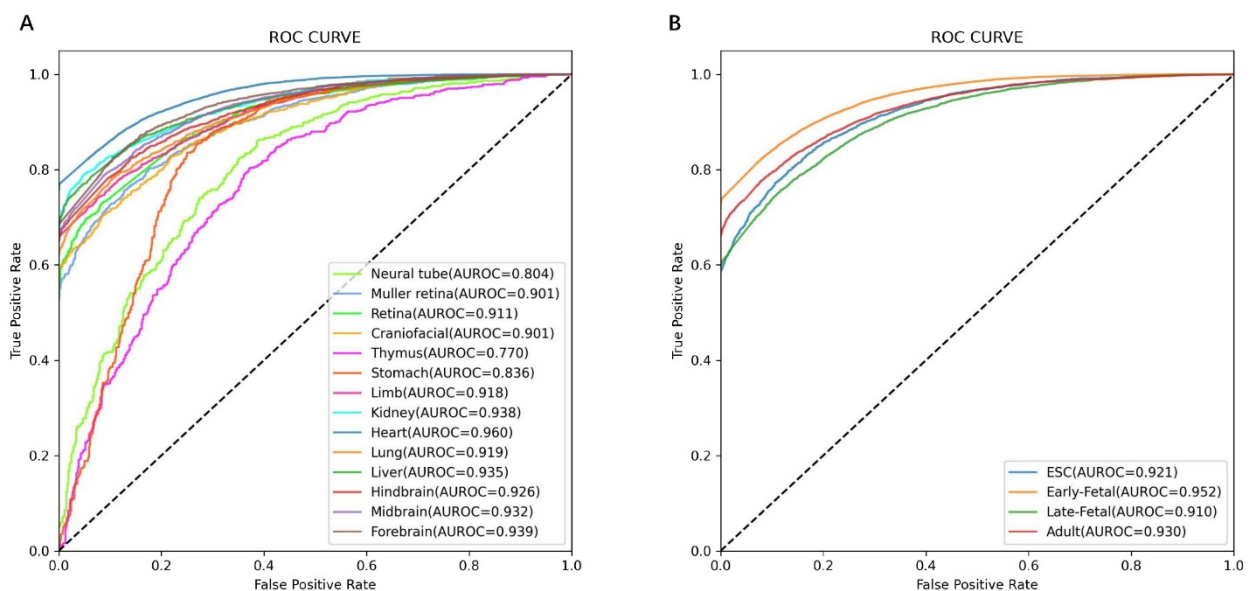 A
ROC CURVE
1.0
0.8
0.6
0.4
0.2
0.0
True Positive Rate
Neural tube(AUROC=0.804)
Muller retina(AUROC=0.901)
Retina(AUROC=0.911)
Craniofacial(AUROC=0.901)
Thymus(AUROC=0.770)
Stomach(AUROC=0.836)
Limb(AUROC=0.918)
Kidney(AUROC=0.938)
Heart(AUROC=0.960)
Lung(AUROC=0.919)
Liver(AUROC=0.935)
Hindbrain(AUROC=0.926)
Midbrain(AUROC=0.932)
Forebrain(AUROC=0.939)
0.0 0.2 0.4 0.6 0.8 1.0
False Positive Rate
B
ROC CURVE
1.0
0.8
0.6
0.4
0.2
0.0
True Positive Rate
ESC(AUROC=0.921)
Early-Fetal(AUROC=0.952)
Late-Fetal(AUROC=0.910)
Adult(AUROC=0.930)
0.0 0.2 0.4 0.6 0.8 1.0
False Positive Rate